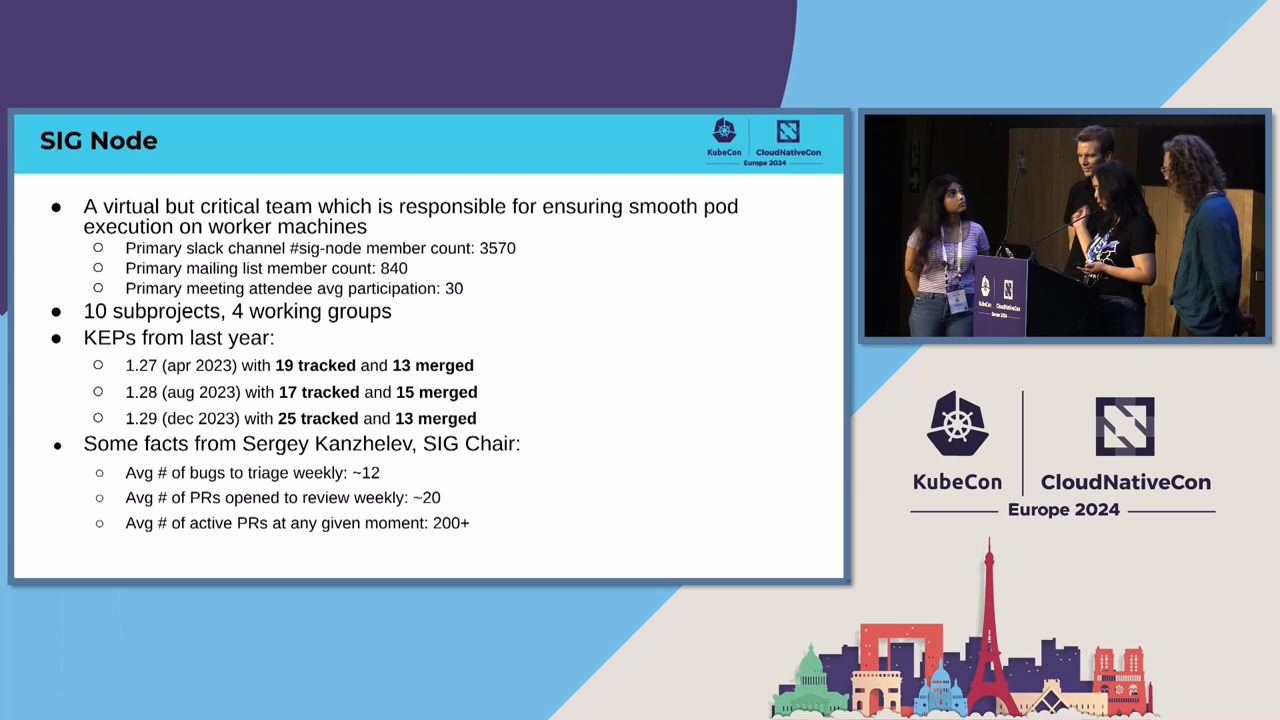 SIG Node
KubeCon
CloudNativeCon
Europe 2024
● A virtual but critical team which is responsible for ensuring smooth pod
execution on worker machines
○ Primary slack channel #sig-node member count: 3570
○ Primary mailing list member count: 840
○ Primary meeting attendee avg participation: 30
● 10 subprojects, 4 working groups
● KEPs from last year:
○ 1.27 (apr 2023) with 19 tracked and 13 merged
○ 1.28 (aug 2023) with 17 tracked and 15 merged
○ 1.29 (dec 2023) with 25 tracked and 13 merged
● Some facts from Sergey Kanzhelev, SIG Chair:
○ Avg # of bugs to triage weekly: ~12
○ Avg # of PRs opened to review weekly: ~20
○ Avg # of active PRs at any given moment: 200+
KubeCon
CloudNativeCon
Europe 2024